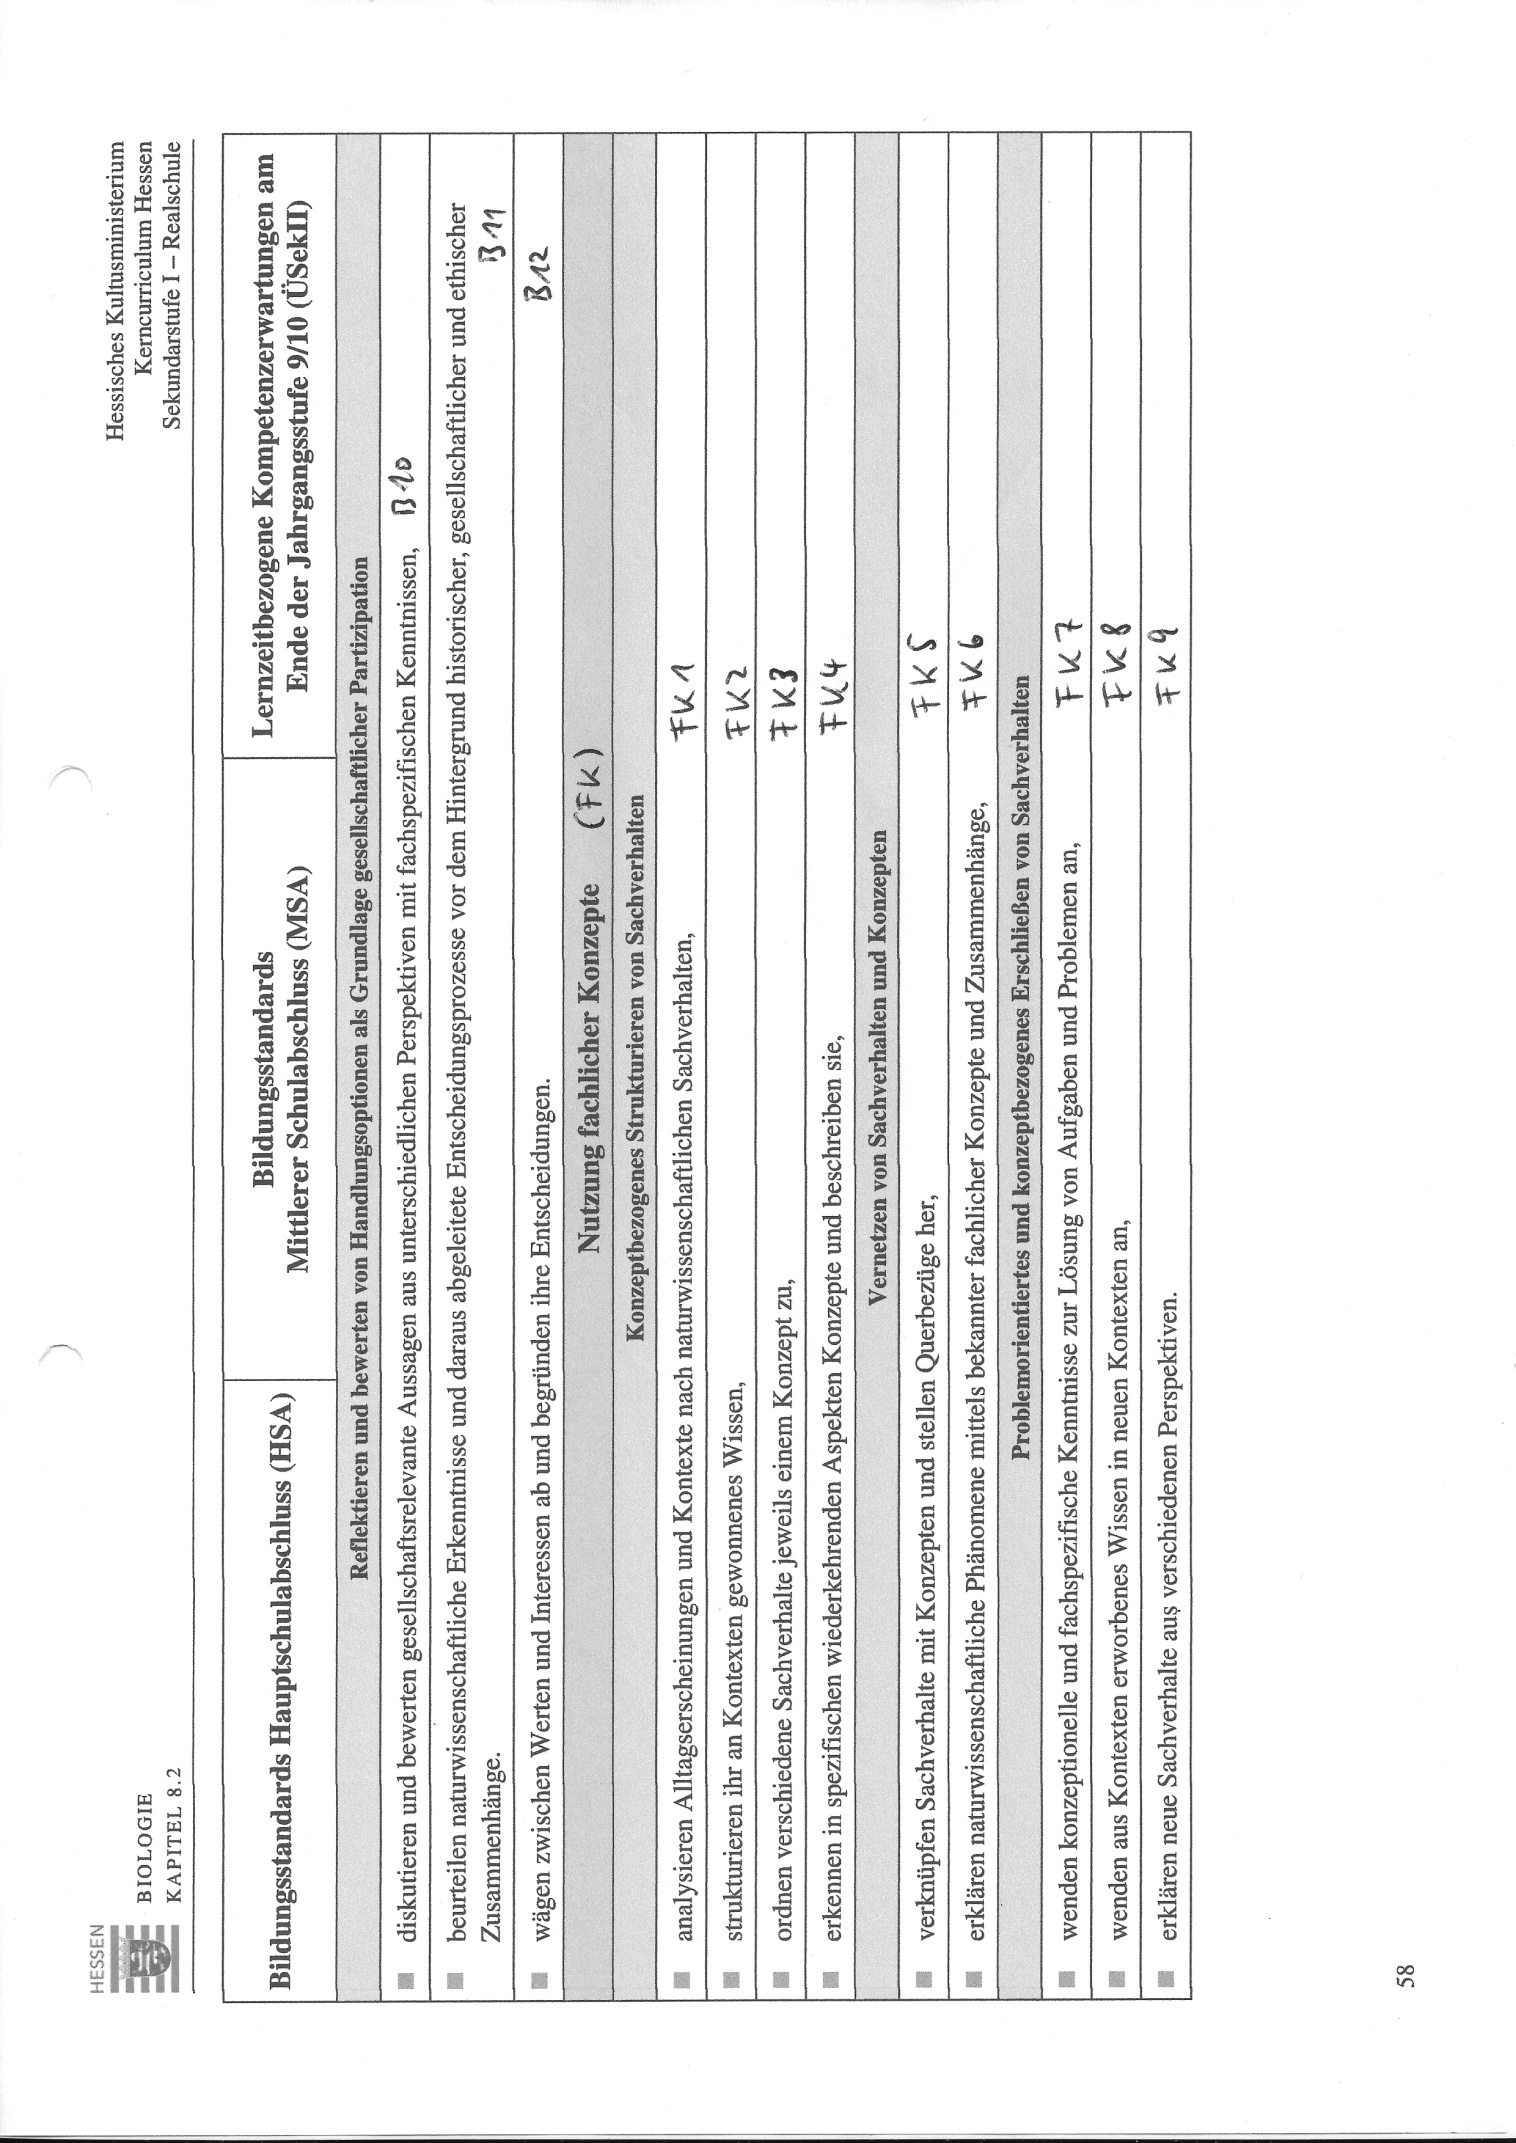 HESSEN
BIOLOGIE
KAPITEL 8.2
Hessisches Kultusministerium
Kerncurriculum Hessen
Sekundarstufe I – Realschule
Bildungsstandards Hauptschulabschluss (HSA)
Bildungsstandards
Mittlerer Schulabschluss (MSA)
Lernzeitbezogene Kompetenzerwartungen am
Ende der Jahrgangsstufe 9/10 (ÜSekII)
Reflektieren und bewerten von Handlungsoptionen als Grundlage gesellschaftlicher Partizipation
diskutieren und bewerten gesellschaftsrelevante Aussagen aus unterschiedlichen Perspektiven mit fachspezifischen Kenntnissen, B10
beurteilen naturwissenschaftliche Erkenntnisse und daraus abgeleitete Entscheidungsprozesse vor dem Hintergrund historischer, gesellschaftlicher und ethischer
Zusammenhänge. B11
wägen zwischen Werten und Interessen ab und begründen ihre Entscheidungen. B12
Nutzung fachlicher Konzepte (FK)
Konzeptbezogenes Strukturieren von Sachverhalten
analysieren Alltagserscheinungen und Kontexte nach naturwissenschaftlichen Sachverhalten, FK1
strukturieren ihr an Kontexten gewonnenes Wissen, FK2
ordnen verschiedene Sachverhalte jeweils einem Konzept zu, FK3
erkennen in spezifischen wiederkehrenden Aspekten Konzepte und beschreiben sie, FK4
Vernetzen von Sachverhalten und Konzepten
verknüpfen Sachverhalte mit Konzepten und stellen Querbezüge her, FK5
erklären naturwissenschaftliche Phänomene mittels bekannter fachlicher Konzepte und Zusammenhänge, FK6
Problemorientiertes und konzeptbezogenes Erschließen von Sachverhalten
wenden konzeptionelle und fachspezifische Kenntnisse zur Lösung von Aufgaben und Problemen an, FK7
wenden aus Kontexten erworbenes Wissen in neuen Kontexten an, FK8
erklären neue Sachverhalte aus verschiedenen Perspektiven. FK9
58